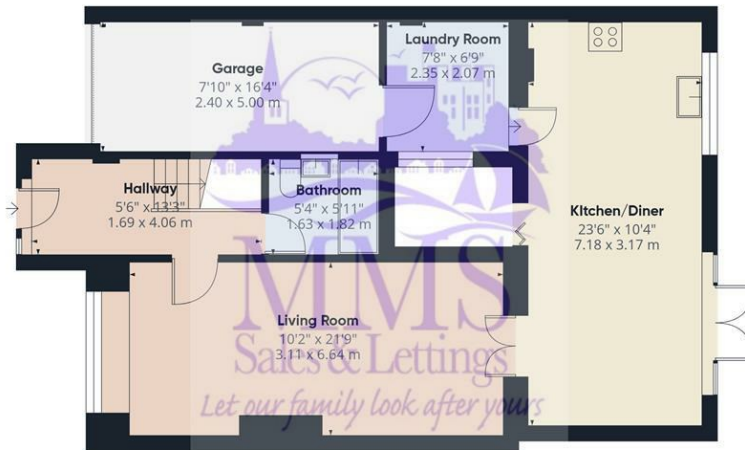 Garage
7'10" x 16'4"
2.40 x 5.00 m
Laundry Room
7'8" x 6'9"
2.35 x 2.07 m
Hallway
5'6" x 13'3"
1.69 x 4.06 m
Bathroom
5'4" x 5'11"
1.63 x 1.82 m
KItchen/Diner
23'6" x 10'4"
7.18 x 3.17 m
Living Room
10'2" x 21'9"
3.11 x 6.64 m
MMS
Sales & Lettings
Let our family look after yours